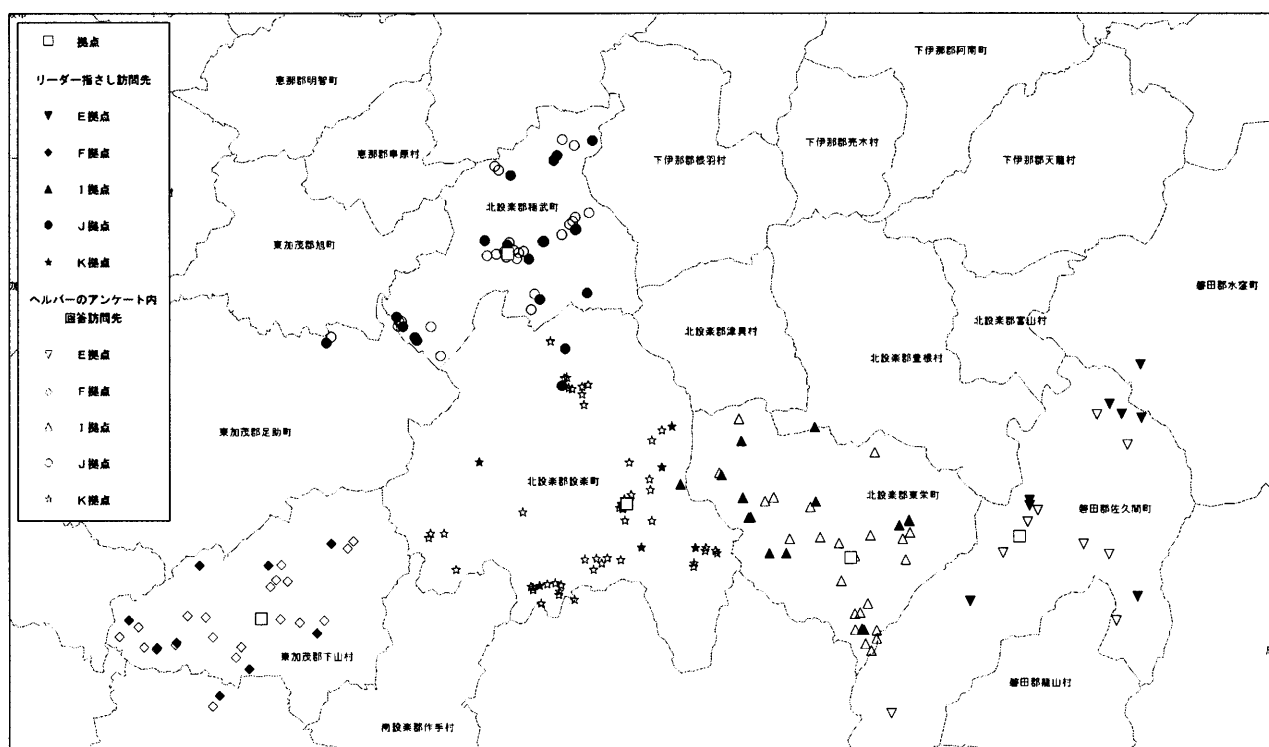 拠点
リーダー指さし訪問先
E拠点
F拠点
I拠点
J拠点
K拠点
ヘルパーのアンケート内
回答訪問先
E拠点
F拠点
I拠点
J拠点
K拠点
下伊那郡阿南町
恵那郡明智町
恵那郡串原村
下伊那郡根羽村
下伊那郡売木村
下伊那郡天龍村
北設楽郡稲武町
東加茂郡旭町
磐田郡水窪町
北設楽郡富山村
北設楽郡津具村
北設楽郡豊根村
東加茂郡足助町
北設楽郡設楽町
北設楽郡東栄町
磐田郡佐久間町
東加茂郡下山村
磐田郡龍山村
南設楽郡作手村